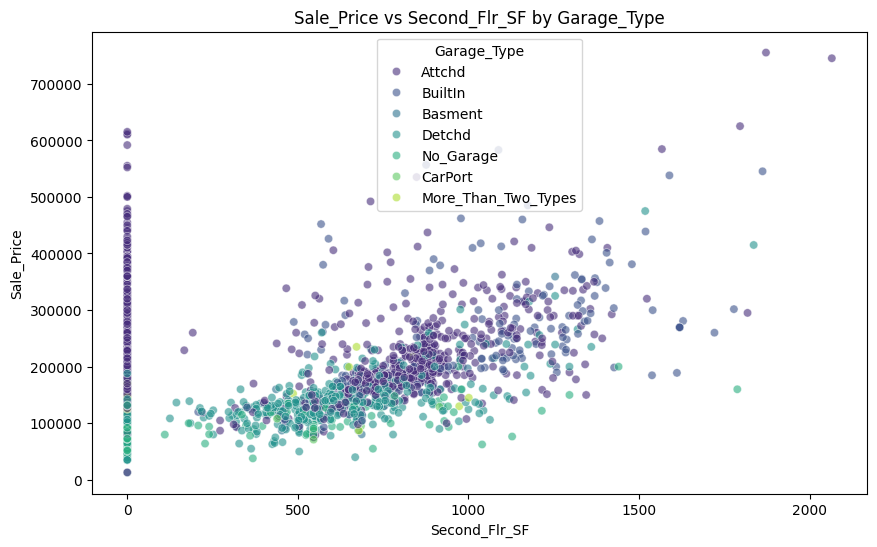 Sale_Price vs Second_Flr_SF by Garage_Type
Garage_Type
Attchd
BuiltIn
Basment
Detchd
No_Garage
CarPort
More_Than_Two_Types
Sale_Price
700000
600000
500000
400000
300000
200000
100000
0
0 500 1000 1500 2000
Second_Flr_SF